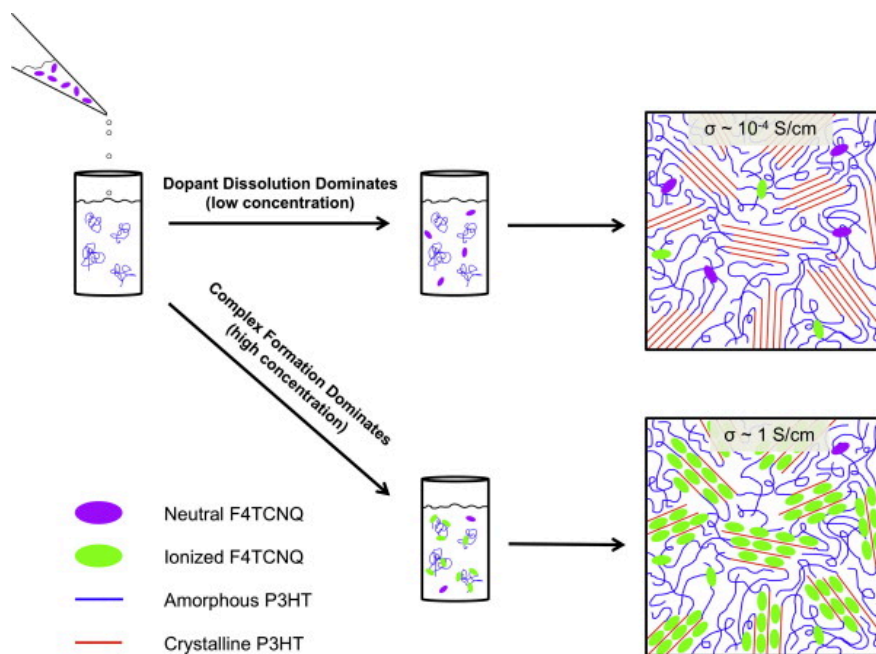 σ ~ 10⁻⁴ S/cm
Dopant Dissolution Dominates
(low concentration)
Complex Formation Dominates
(high concentration)
σ ~ 1 S/cm
Neutral F4TCNQ
Ionized F4TCNQ
Amorphous P3HT
Crystalline P3HT